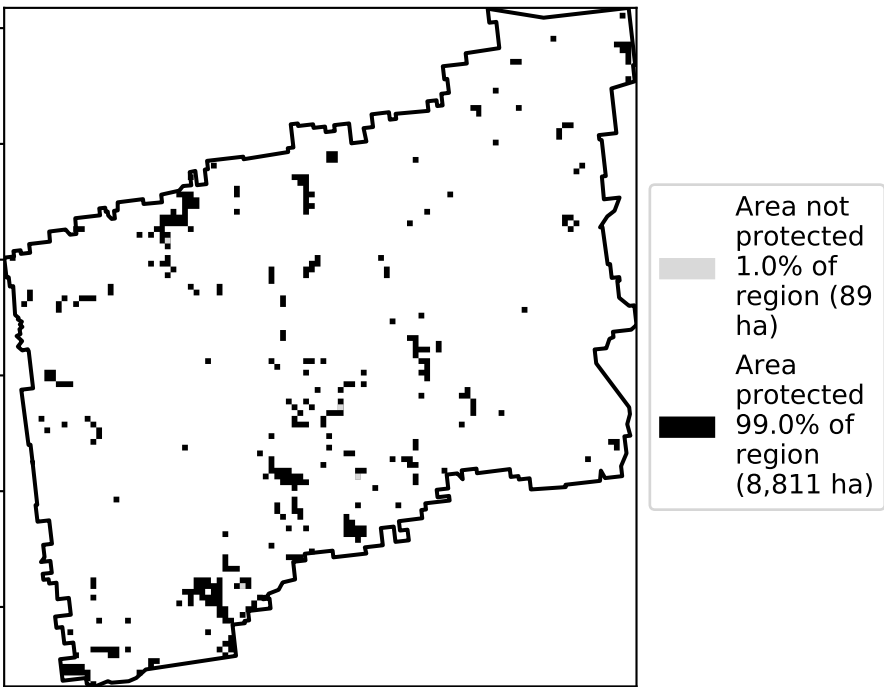 Area not
protected
1.0% of
region (89
ha)
Area
protected
99.0% of
region
(8,811 ha)